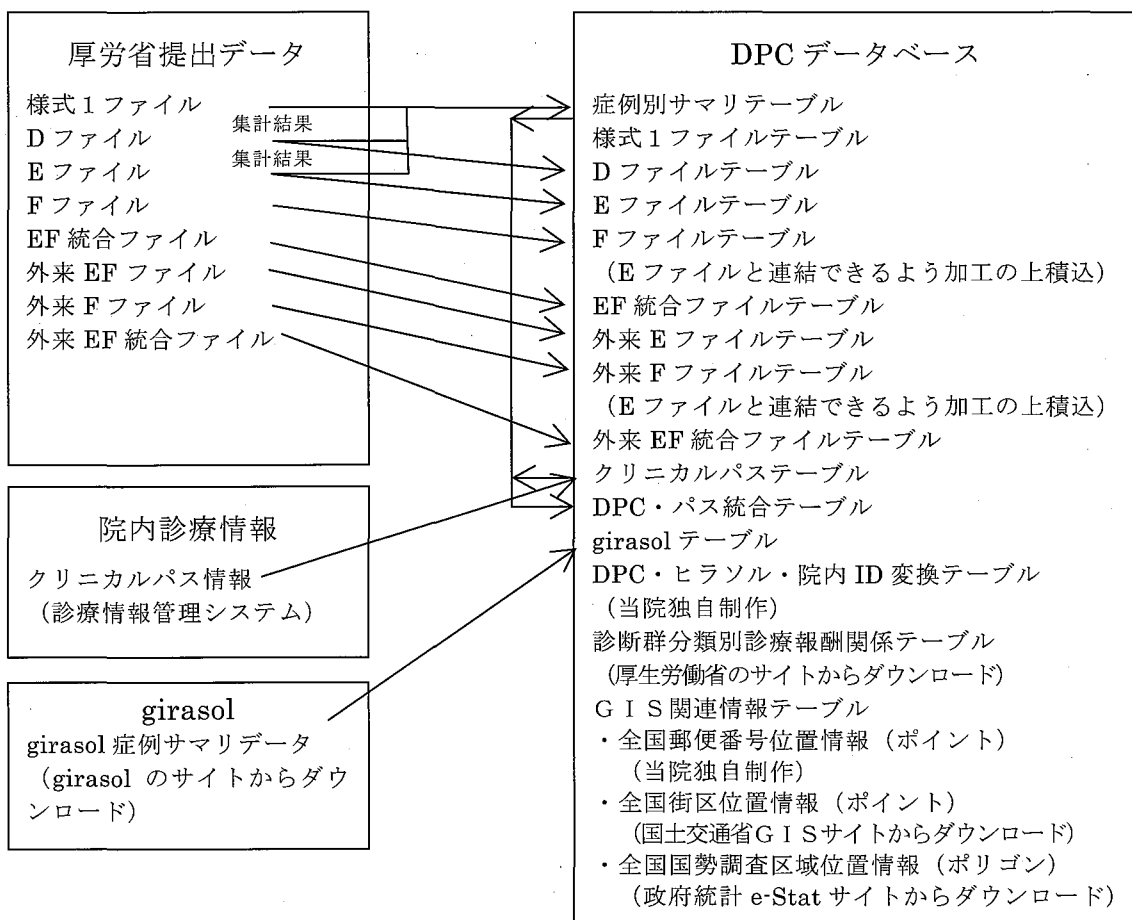 厚労省提出データ
様式1ファイル
Dファイル
集計結果
Eファイル
集計結果
Fファイル
EF統合ファイル
外来EFファイル
外来Fファイル
外来EF統合ファイル
院内診療情報
クリニカルパス情報
（診療情報管理システム）
girasol
girasol症例サマリデータ
（girasol のサイトからダウ
ンロード）
DPCデータベース
症例別サマリテーブル
様式1ファイルテーブル
Dファイルテーブル
Eファイルテーブル
Fファイルテーブル
（Eファイルと連結できるよう加工の上積込）
EF統合ファイルテーブル
外来Eファイルテーブル
外来Fファイルテーブル
（Eファイルと連結できるよう加工の上積込）
外来EF統合ファイルテーブル
クリニカルパステーブル
DPC・パス統合テーブル
girasolテーブル
DPC・ヒラソル・院内ID変換テーブル
（当院独自制作）
診断群分類別診療報酬関係テーブル
（厚生労働省のサイトからダウンロード）
ＧＩＳ関連情報テーブル
・全国郵便番号位置情報（ポイント）
（当院独自制作）
・全国街区位置情報（ポイント）
（国土交通省ＧＩＳサイトからダウンロード）
・全国国勢調査区域位置情報（ポリゴン）
（政府統計e-Statサイトからダウンロード）